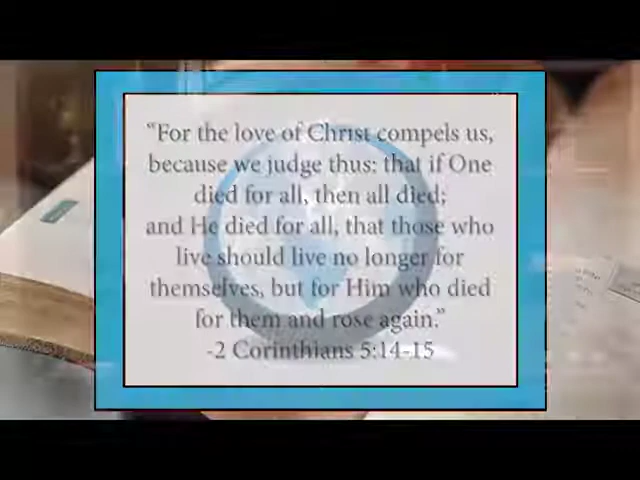 “For the love of Christ compels us,
because we judge thus: that if One
died for all, then all died;
and He died for all, that those who
live should live no longer for
themselves, but for Him who died
for them and rose again.”
-2 Corinthians 5:14-15